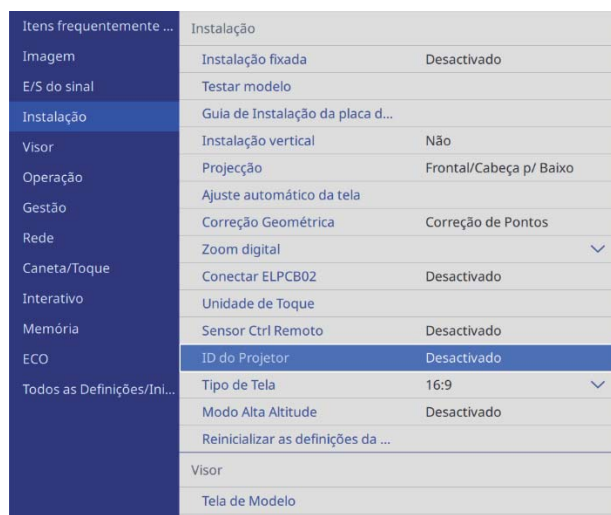 Itens frequentemente ...
Imagem
E/S do sinal
Instalação
Visor
Operação
Gestão
Rede
Caneta/Toque
Interativo
Memória
ECO
Todos as Definições/Ini...
Instalação
Instalação fixada Desactivado
Testar modelo
Guia de Instalação da placa d...
Instalação vertical Não
Projecção Frontal/Cabeça p/ Baixo
Ajuste automático da tela
Correção Geométrica Correção de Pontos
Zoom digital
Conectar ELPCB02 Desactivado
Unidade de Toque
Sensor Ctrl Remoto Desactivado
ID do Projetor Desactivado
Tipo de Tela 16:9
Modo Alta Altitude Desactivado
Reinicializar as definições da ...
Visor
Tela de Modelo